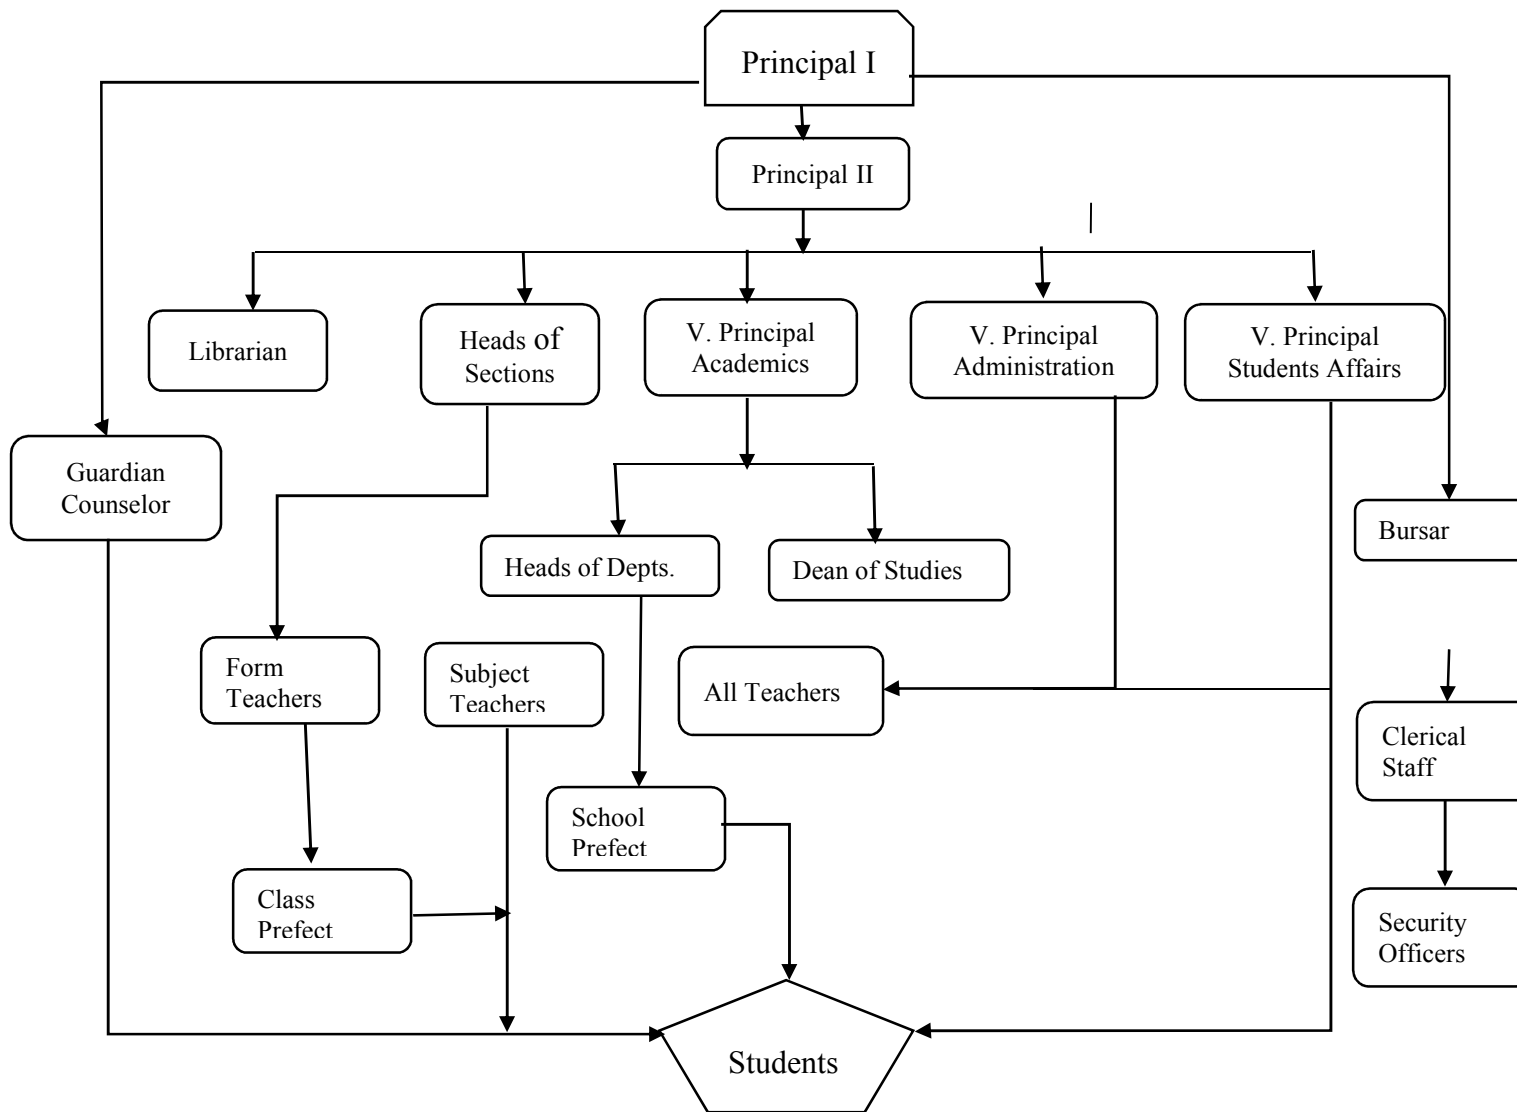 Principal I
Principal II
Librarian
Heads of
Sections
V. Principal
Academics
V. Principal
Administration
V. Principal
Students Affairs
Guardian
Counselor
Bursar
Heads of Depts.
Dean of Studies
Form
Teachers
Subject
Teachers
All Teachers
Clerical
Staff
School
Prefect
Class
Prefect
Security
Officers
Students